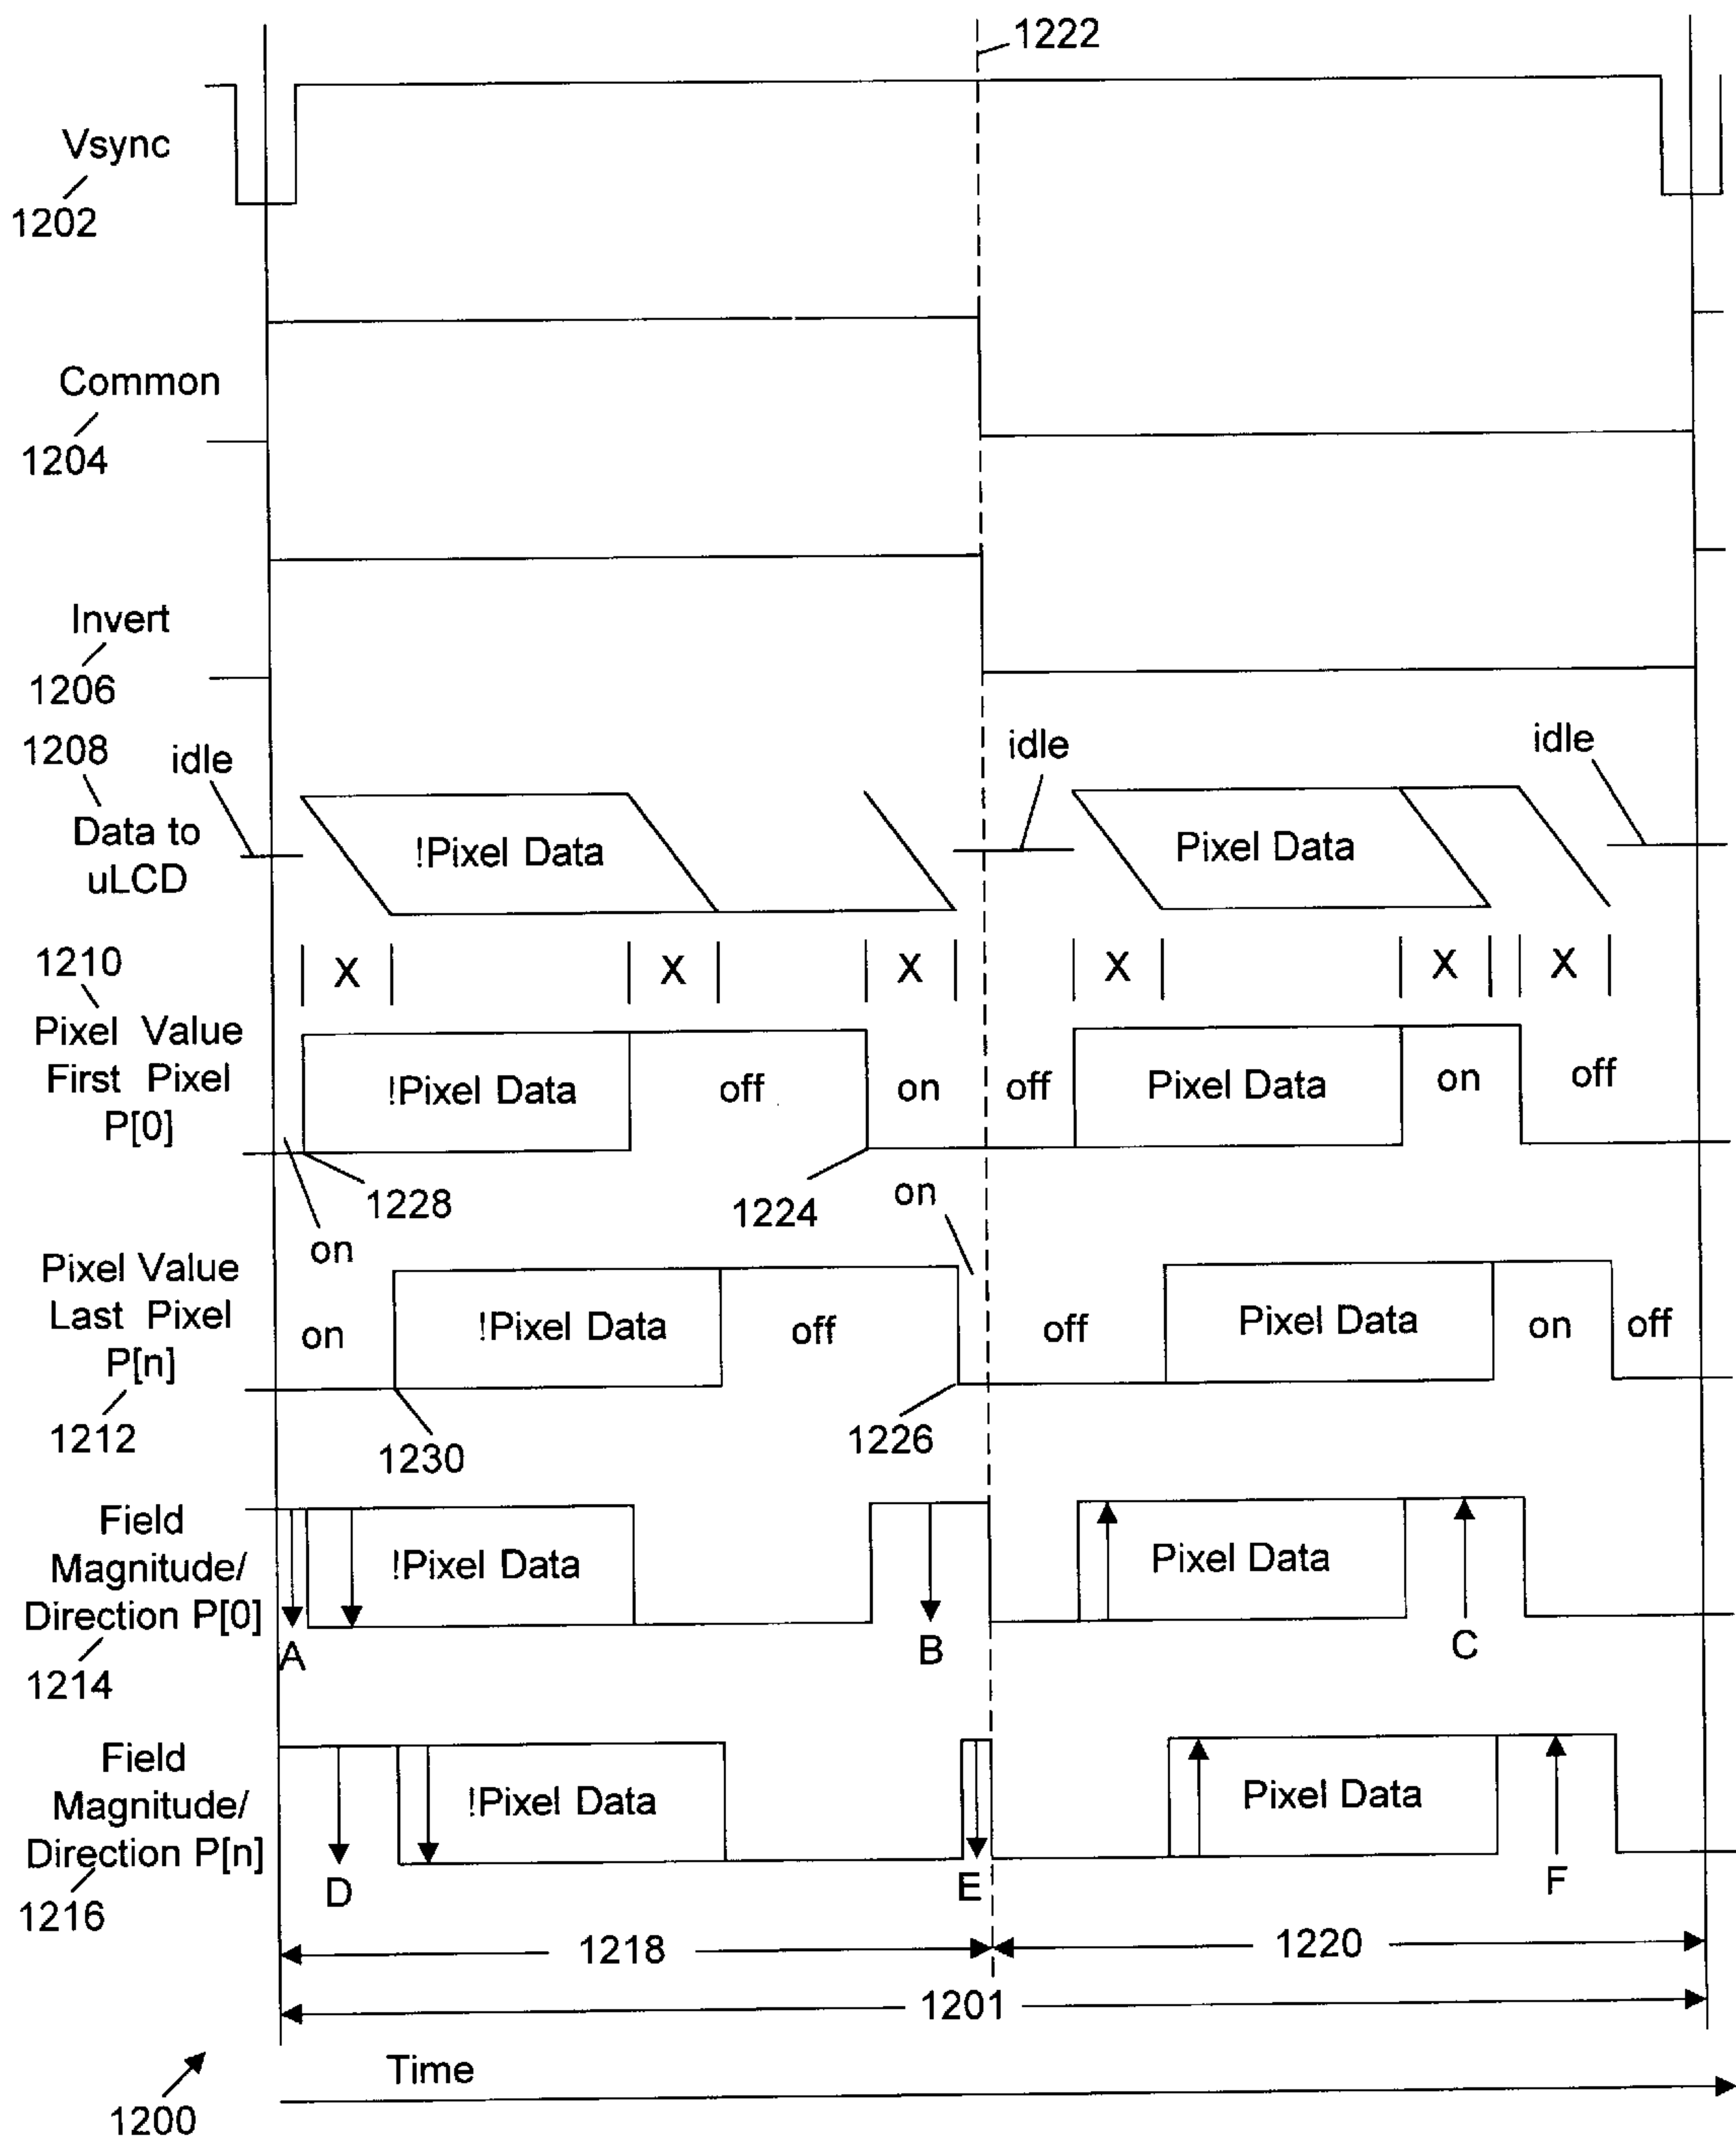 1222
Vsync
1202
Common
1204
Invert
1206
1208
idle
idle
idle
Data to
uLCD
!Pixel Data
Pixel Data
1210
X
X
X
X
X
X
Pixel Value
First Pixel
P[0]
!Pixel Data
off
on
off
Pixel Data
on
off
1228
1224
on
on
Pixel Value
Last Pixel
P[n]
on
!Pixel Data
off
off
Pixel Data
on
off
1212
1230
1226
Field
Magnitude/
Direction P[0]
!Pixel Data
Pixel Data
A
B
C
1214
Field
Magnitude/
Direction P[n]
!Pixel Data
Pixel Data
D
E
F
1216
1218
1220
1201
Time
1200